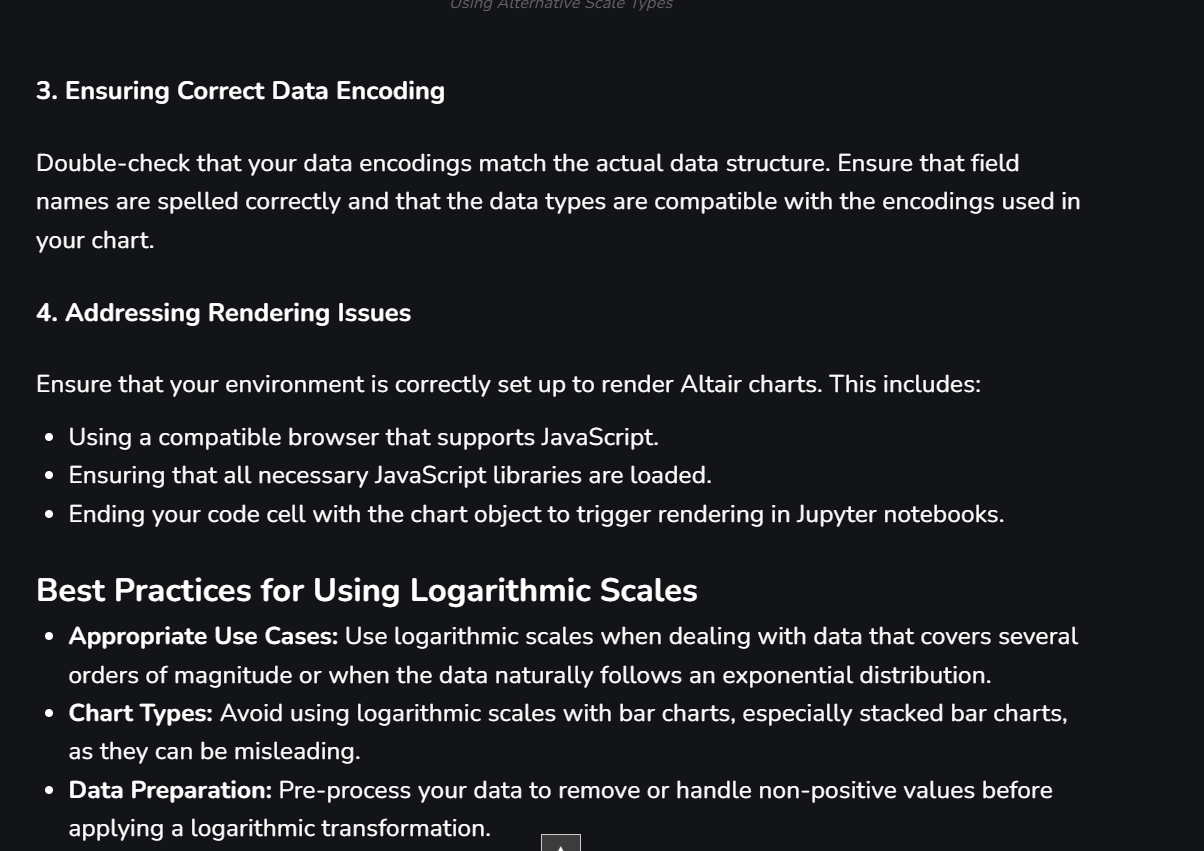 Using Alternative Scale Types
3. Ensuring Correct Data Encoding
Double-check that your data encodings match the actual data structure. Ensure that field
names are spelled correctly and that the data types are compatible with the encodings used in
your chart.
4. Addressing Rendering Issues
Ensure that your environment is correctly set up to render Altair charts. This includes:
• Using a compatible browser that supports JavaScript.
• Ensuring that all necessary JavaScript libraries are loaded.
• Ending your code cell with the chart object to trigger rendering in Jupyter notebooks.
Best Practices for Using Logarithmic Scales
• Appropriate Use Cases: Use logarithmic scales when dealing with data that covers several
orders of magnitude or when the data naturally follows an exponential distribution.
• Chart Types: Avoid using logarithmic scales with bar charts, especially stacked bar charts,
as they can be misleading.
• Data Preparation: Pre-process your data to remove or handle non-positive values before
applying a logarithmic transformation.